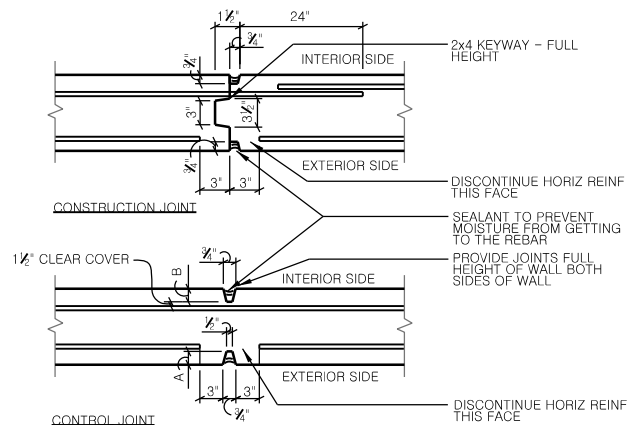 1½" 24"
¾"
INTERIOR SIDE
2x4 KEYWAY - FULL
HEIGHT
¾"
3"
3½"
¾"
EXTERIOR SIDE
3" 3"
DISCONTINUE HORIZ REINF
THIS FACE
CONSTRUCTION JOINT
SEALANT TO PREVENT
MOISTURE FROM GETTING
TO THE REBAR
1½" CLEAR COVER
¾"
B
INTERIOR SIDE
PROVIDE JOINTS FULL
HEIGHT OF WALL BOTH
SIDES OF WALL
½"
A
EXTERIOR SIDE
3" 3"
¾"
DISCONTINUE HORIZ REINF
THIS FACE
CONTROL JOINT